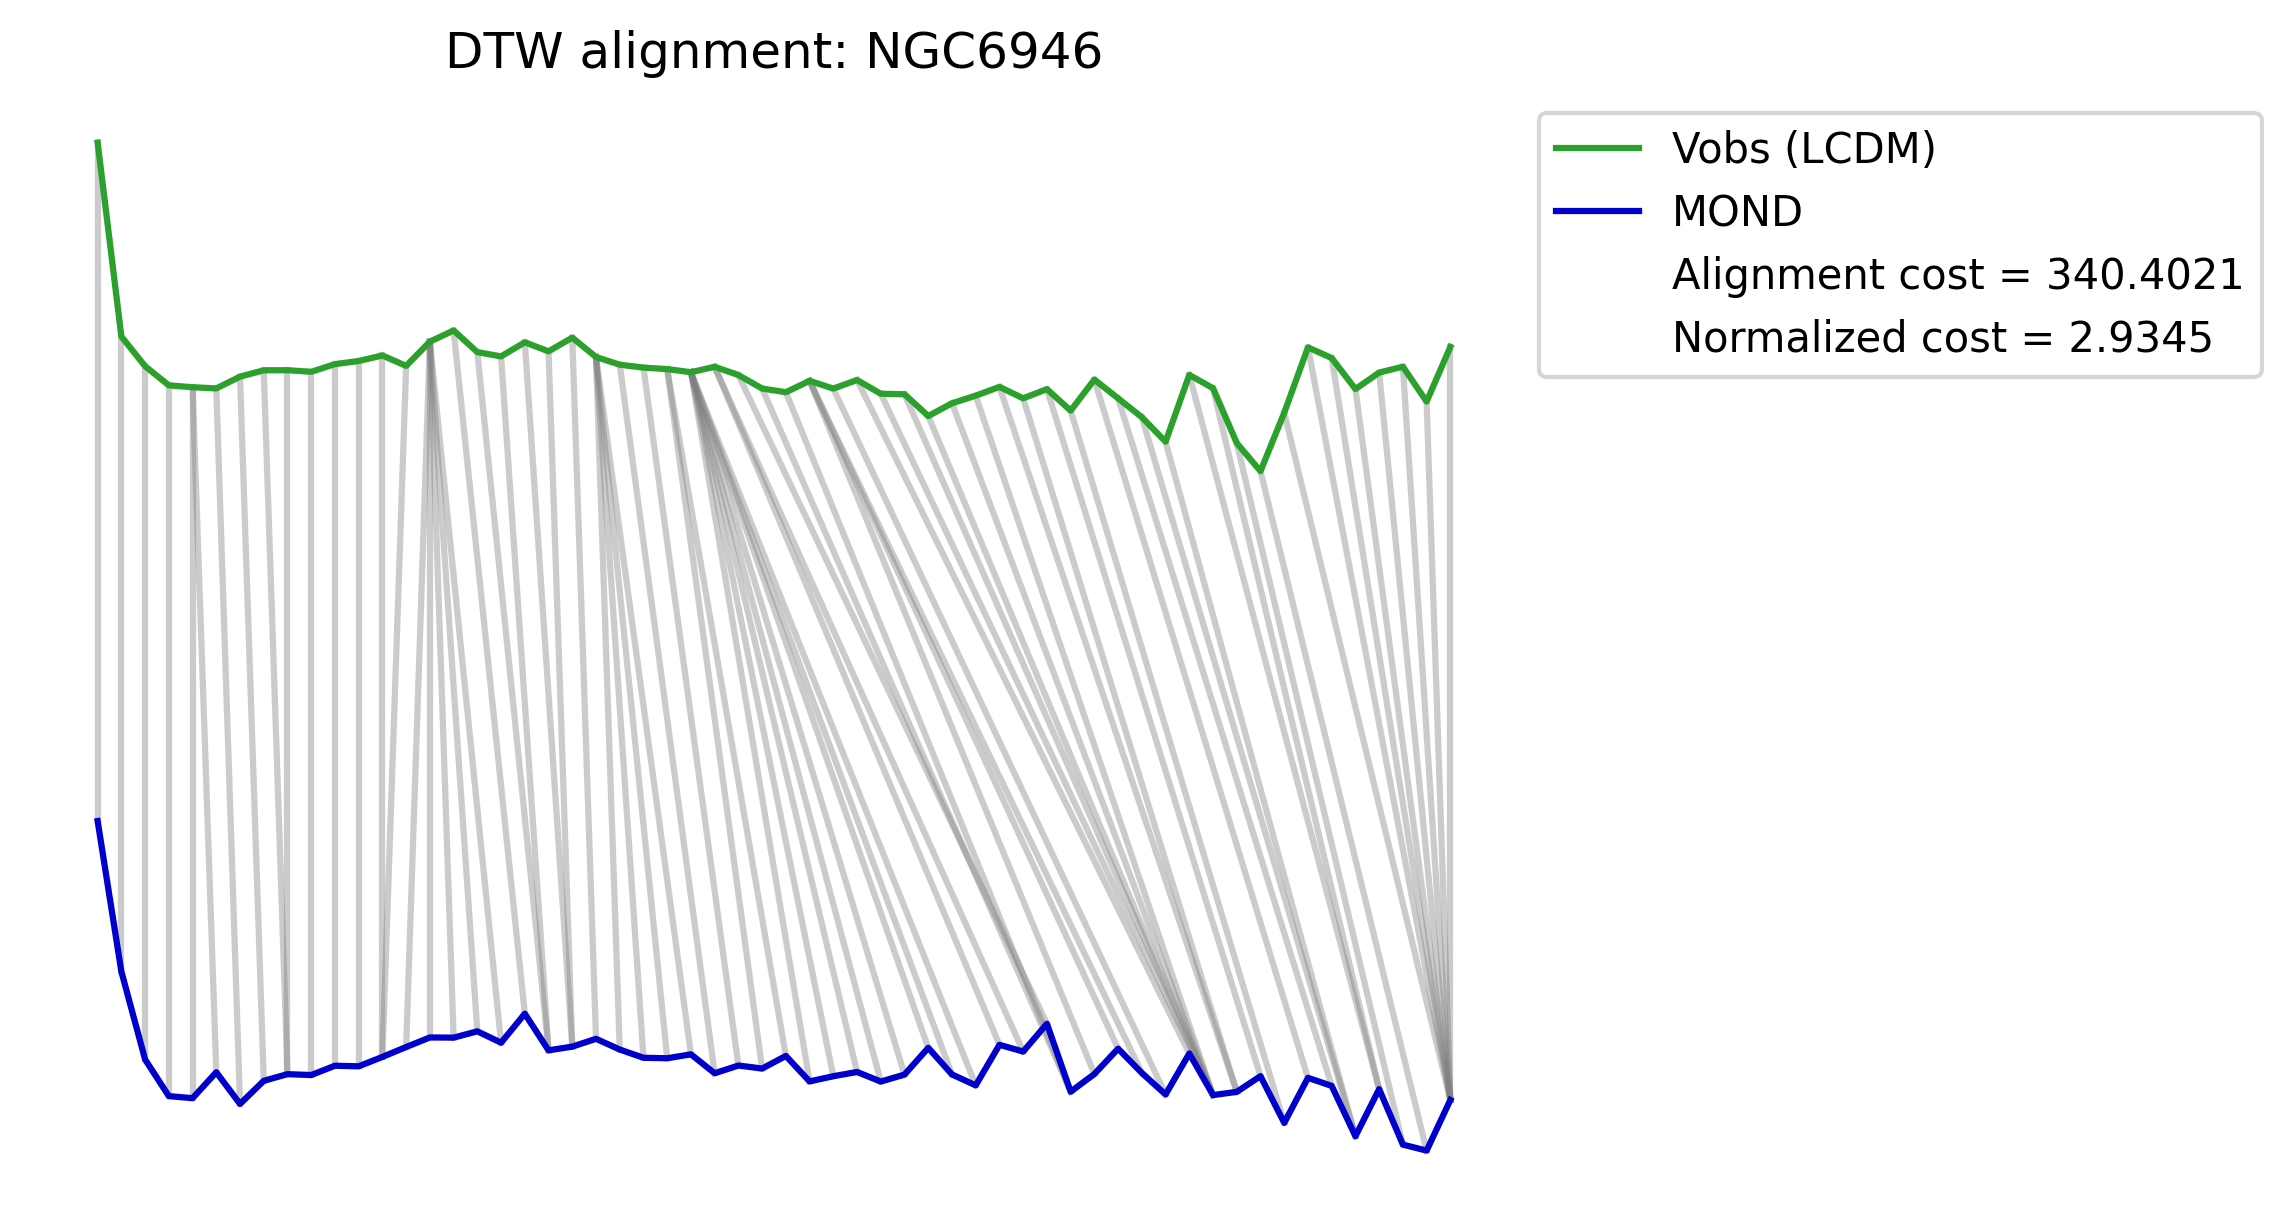 DTW alignment: NGC6946
Vobs (LCDM)
MOND
Alignment cost = 340.4021
Normalized cost = 2.9345